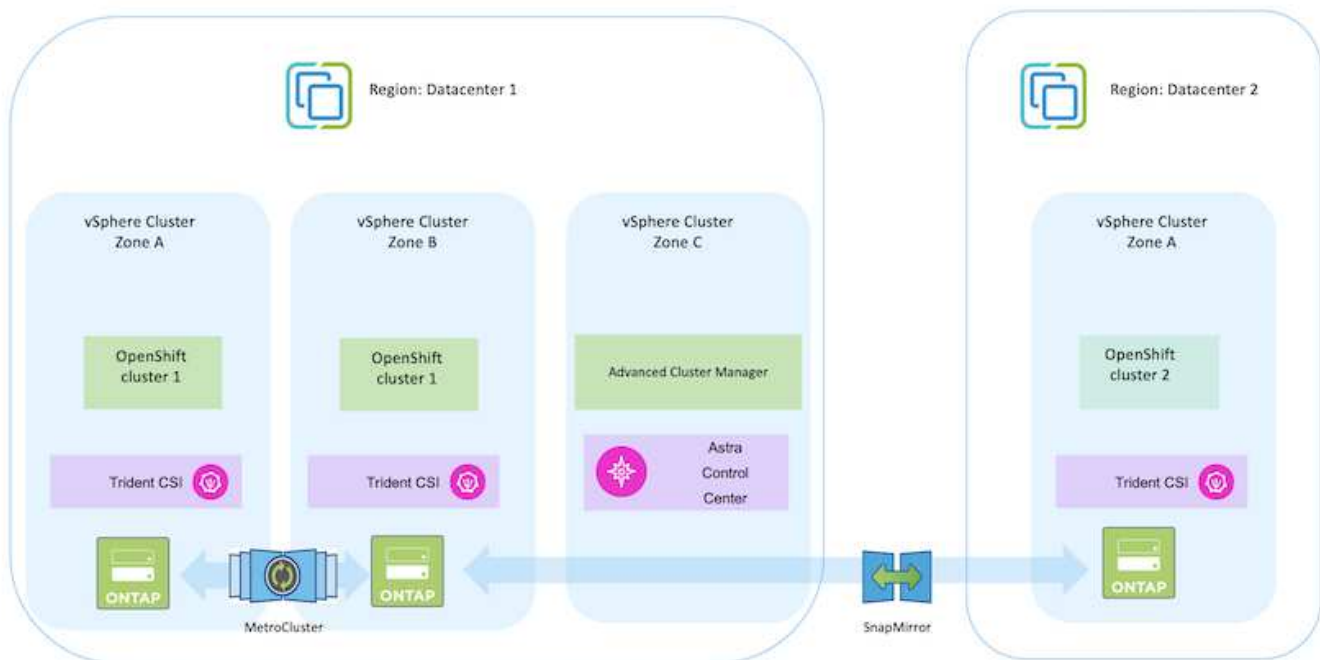 Region: Datacenter 1
Region: Datacenter 2
vSphere Cluster
Zone A
vSphere Cluster
Zone B
vSphere Cluster
Zone C
vSphere Cluster
Zone A
OpenShift
cluster 1
OpenShift
cluster 1
Advanced Cluster Manager
OpenShift
cluster 2
Trident CSI
Trident CSI
Astra
Control
Center
Trident CSI
ONTAP
ONTAP
ONTAP
MetroCluster
SnapMirror